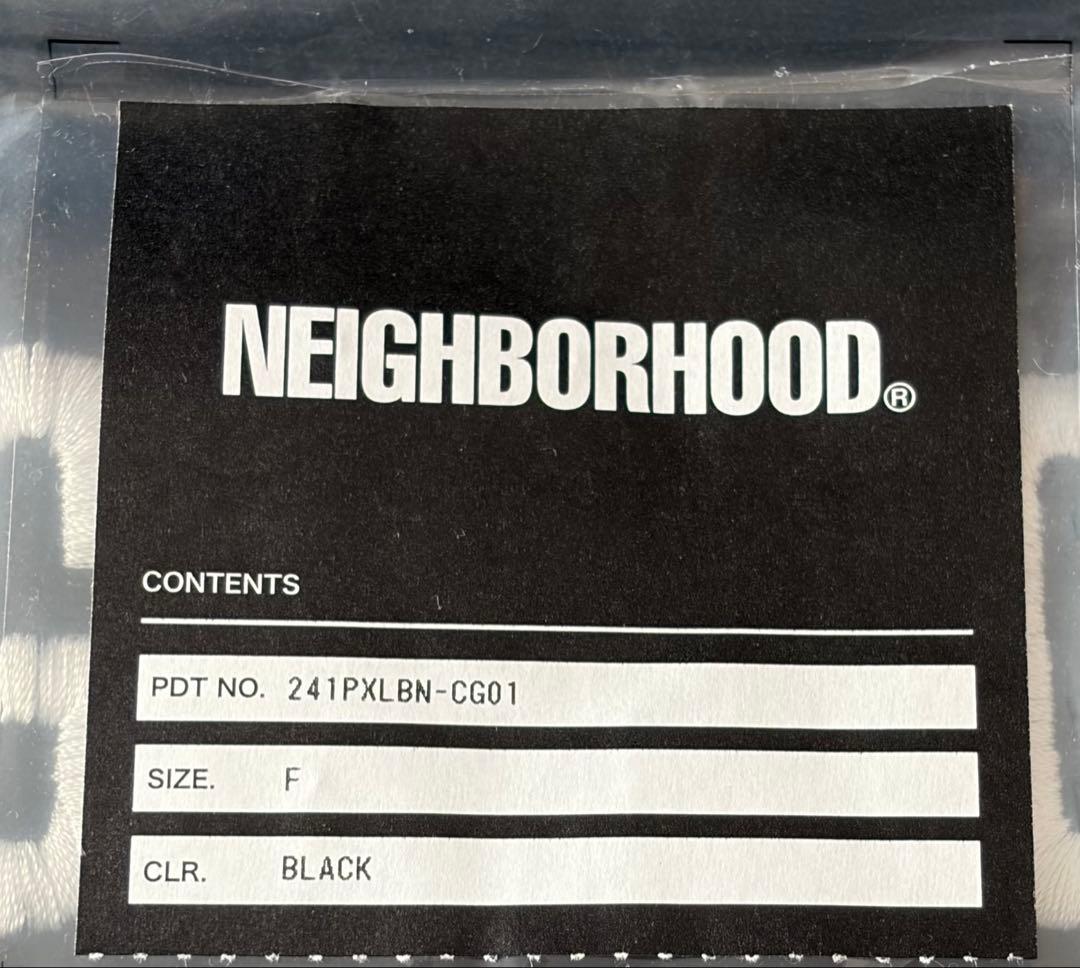 NEIGHBORHOOD®
CONTENTS
PDT NO. 241PXLBN-CG01
SIZE. F
CLR. BLACK